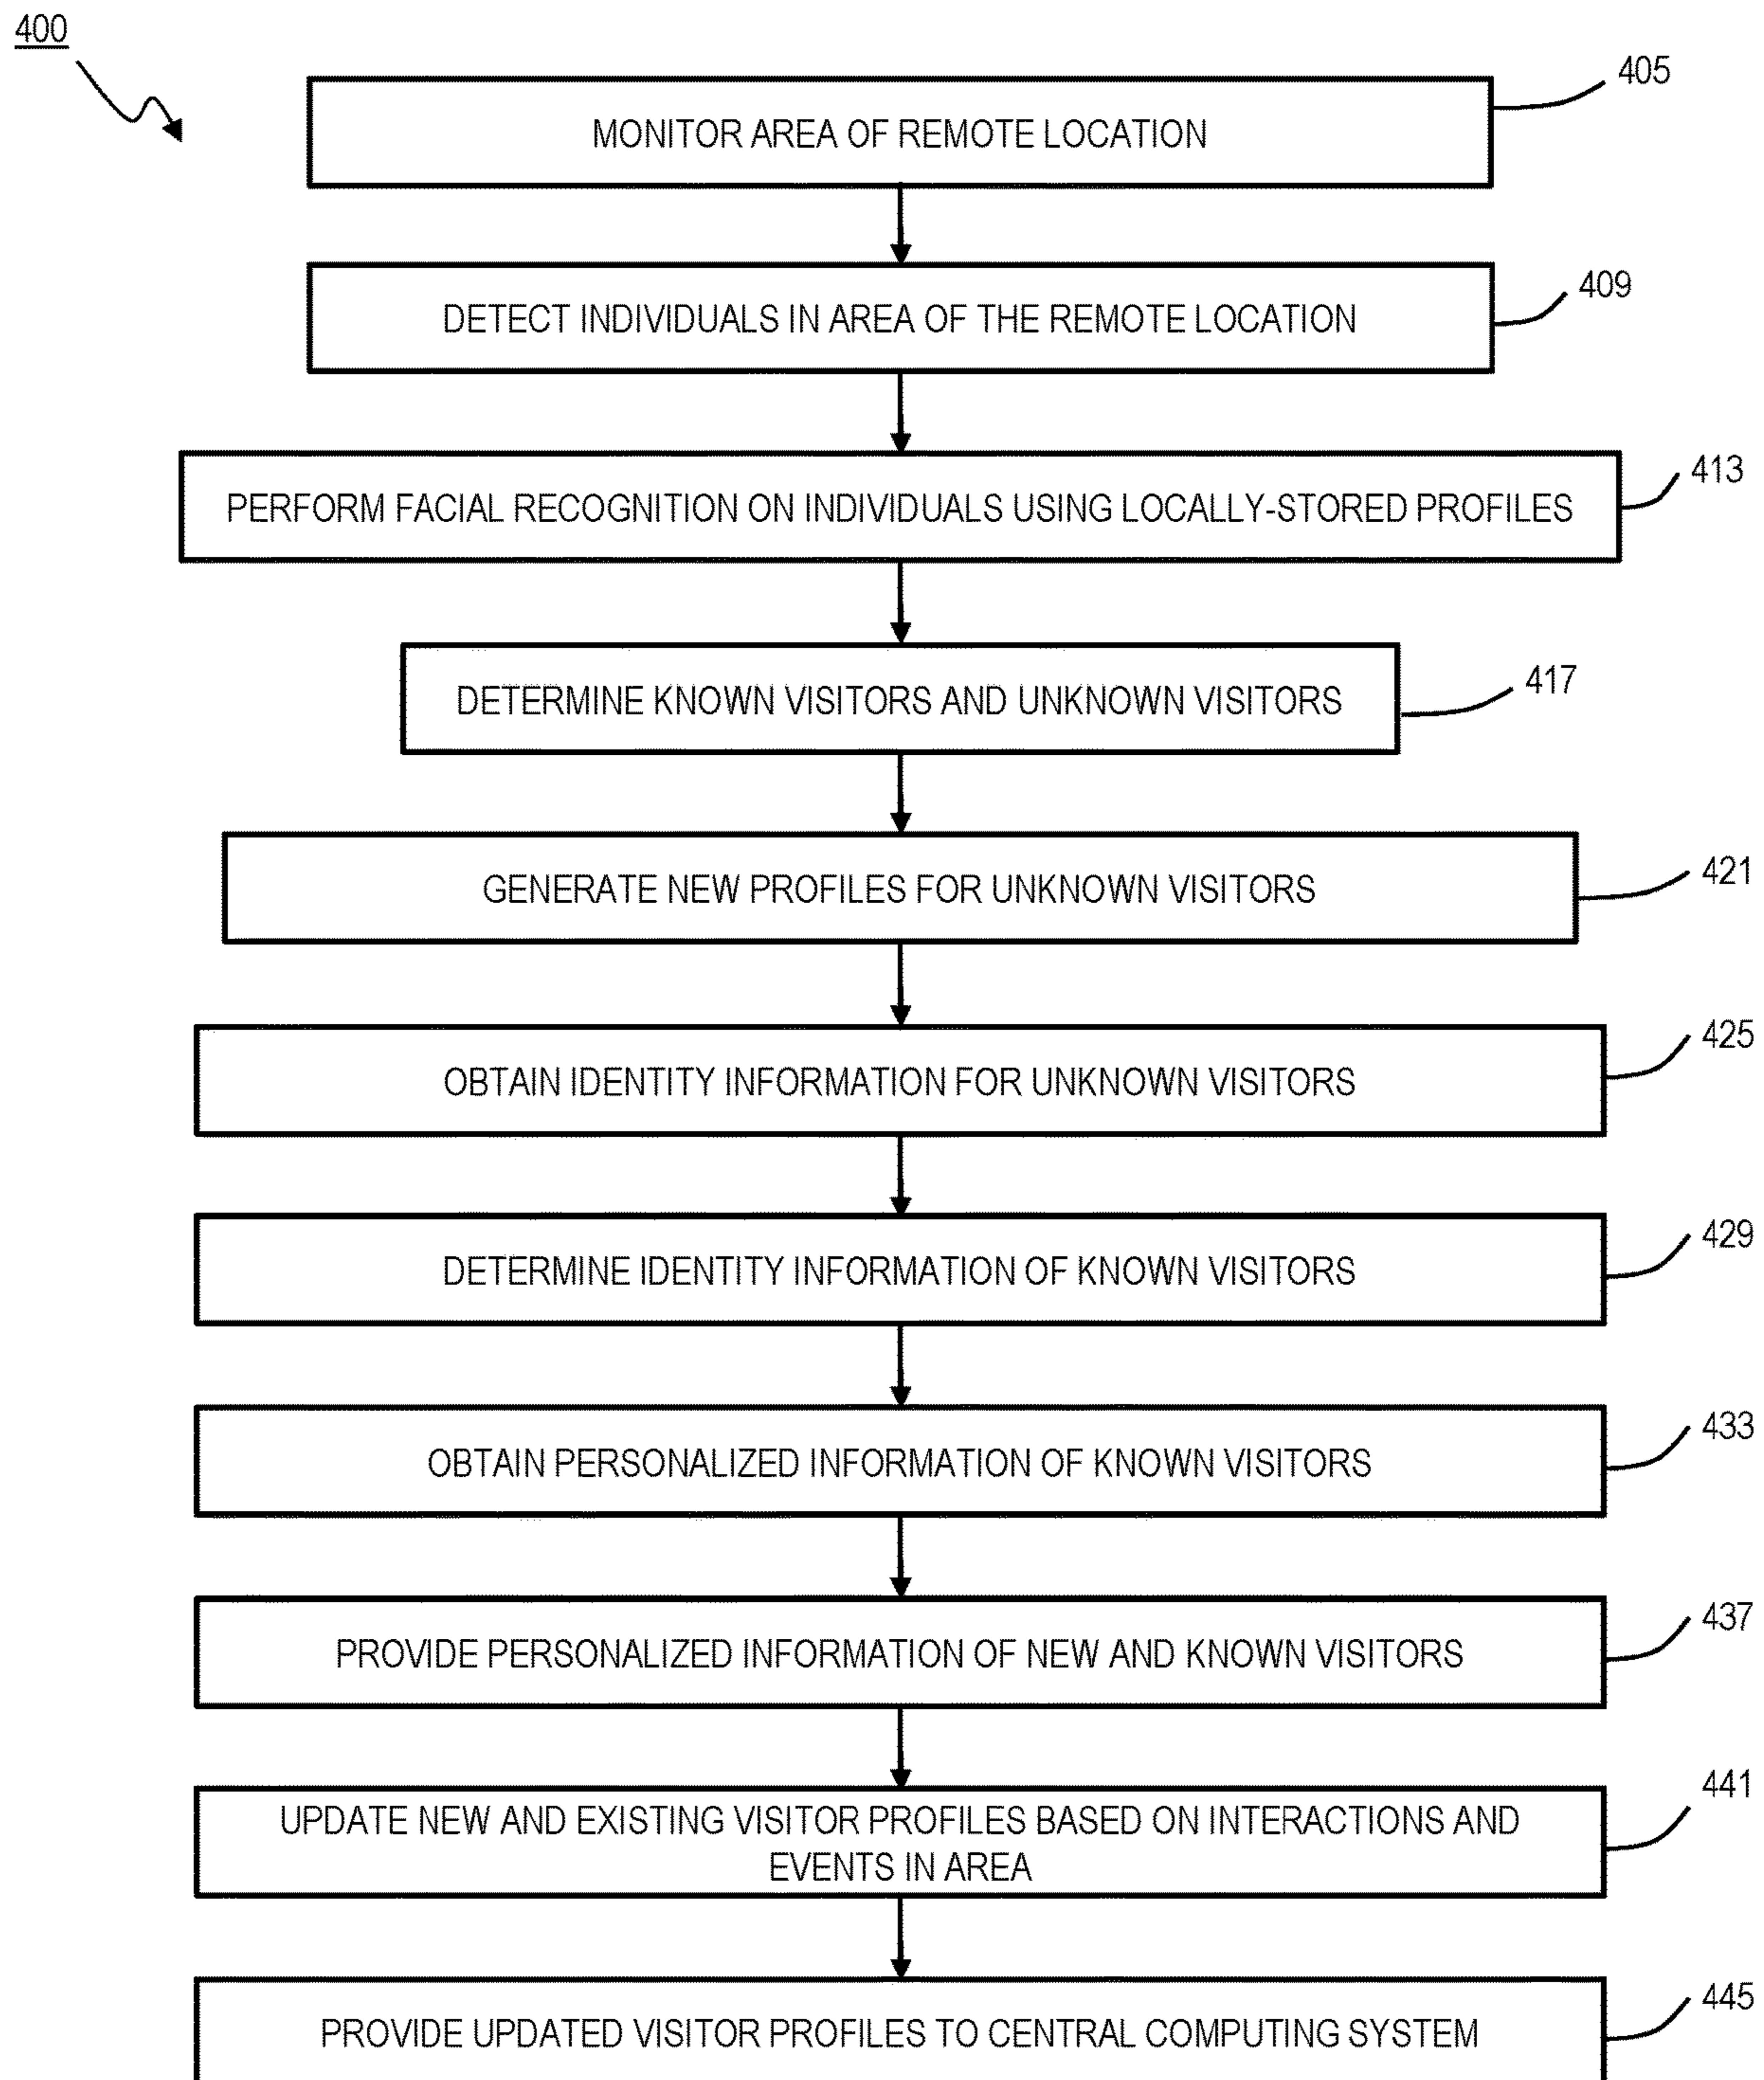 400
405
MONITOR AREA OF REMOTE LOCATION
409
DETECT INDIVIDUALS IN AREA OF THE REMOTE LOCATION
413
PERFORM FACIAL RECOGNITION ON INDIVIDUALS USING LOCALLY-STORED PROFILES
417
DETERMINE KNOWN VISITORS AND UNKNOWN VISITORS
421
GENERATE NEW PROFILES FOR UNKNOWN VISITORS
425
OBTAIN IDENTITY INFORMATION FOR UNKNOWN VISITORS
429
DETERMINE IDENTITY INFORMATION OF KNOWN VISITORS
433
OBTAIN PERSONALIZED INFORMATION OF KNOWN VISITORS
437
PROVIDE PERSONALIZED INFORMATION OF NEW AND KNOWN VISITORS
441
UPDATE NEW AND EXISTING VISITOR PROFILES BASED ON INTERACTIONS AND
EVENTS IN AREA
445
PROVIDE UPDATED VISITOR PROFILES TO CENTRAL COMPUTING SYSTEM